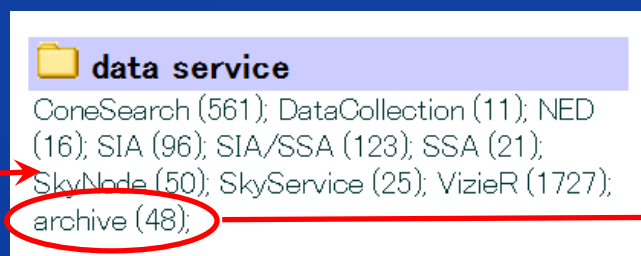 data service
ConeSearch (561); DataCollection (11); NED
(16); SIA (96); SIA/SSA (123); SSA (21);
SkyNode (50); SkyService (25); VizieR (1727);
archive (48);